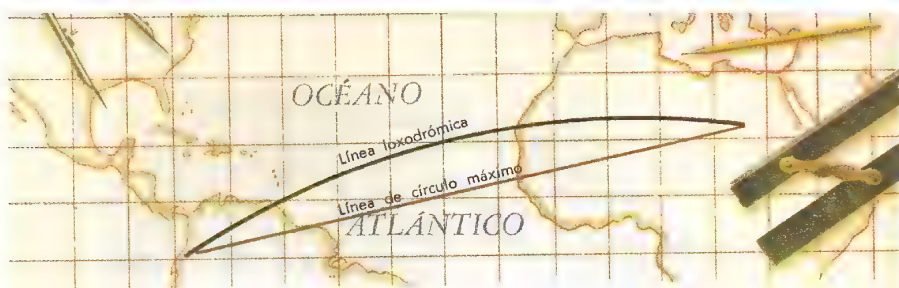 OCÉANO
Línea loxodrómica
Línea de círculo máximo
ATLÁNTICO